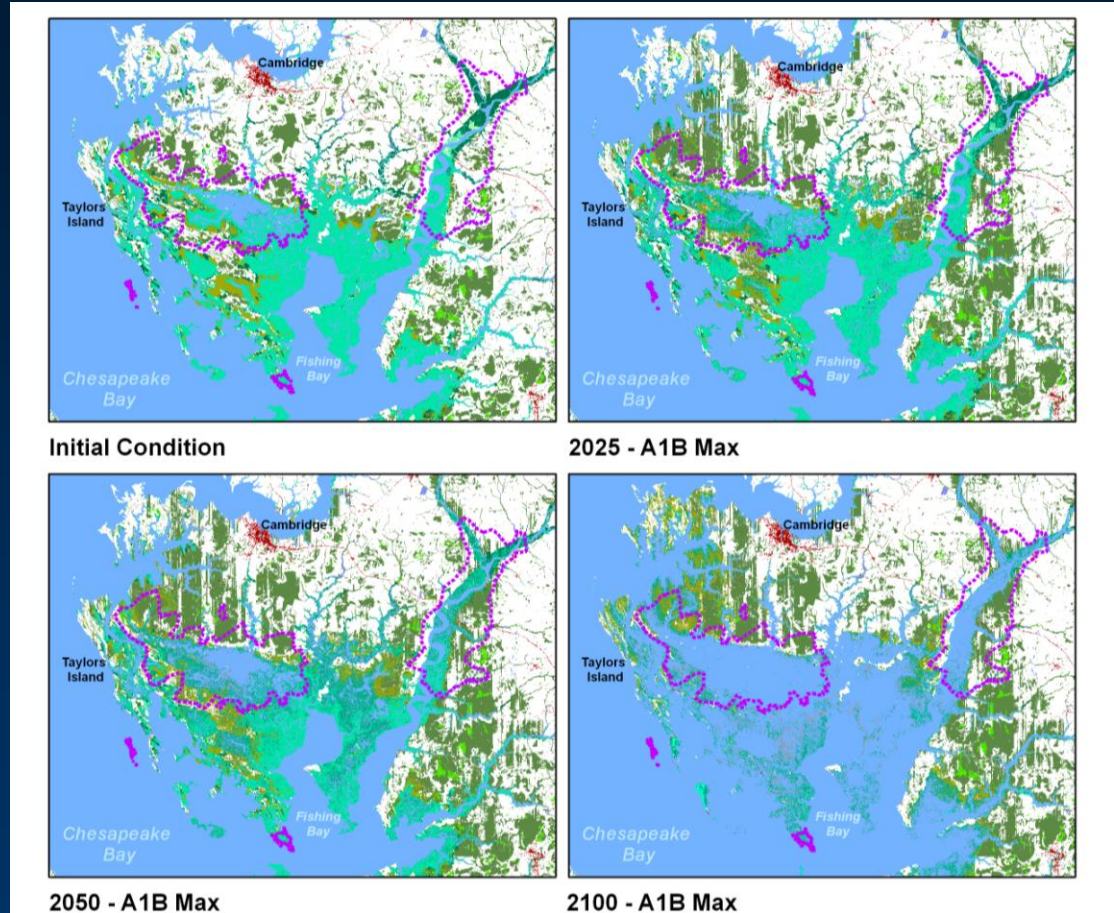 Cambridge
Taylors
Island
Fishing
Bay
Chesapeake
Bay
Initial Condition
Cambridge
Taylors
Island
Fishing
Bay
Chesapeake
Bay
2025 - A1B Max
Cambridge
Taylors
Island
Fishing
Bay
Chesapeake
Bay
2050 - A1B Max
Cambridge
Taylors
Island
Fishing
Bay
Chesapeake
Bay
2100 - A1B Max